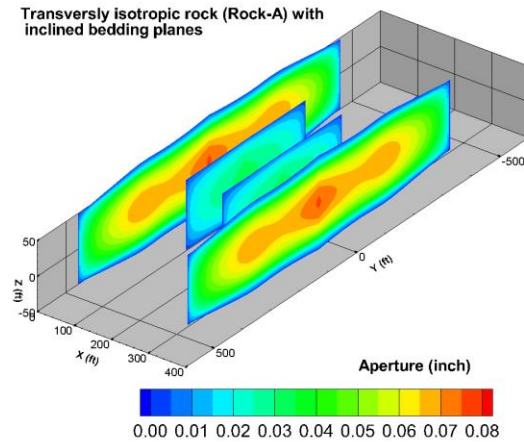 Transversly isotropic rock (Rock-A) with
inclined bedding planes
-500
50
0
-50
Z (ft)
0
Y (ft)
0
100
200
300
400
X (ft)
500
Aperture (inch)
0.00 0.01 0.02 0.03 0.04 0.05 0.06 0.07 0.08